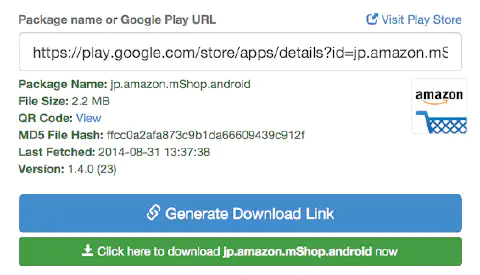 Package name or Google Play URL Visit Play Store
https://play.google.com/store/apps/details?id=jp.amazon.mS
Package Name: jp.amazon.mShop.android
File Size: 2.2 MB
QR Code: View
MD5 File Hash: ffcc0a2afa873c9b1da66609439c912f
Last Fetched: 2014-08-31 13:37:38
Version: 1.4.0 (23)
amazon
Generate Download Link
Click here to download jp.amazon.mShop.android now